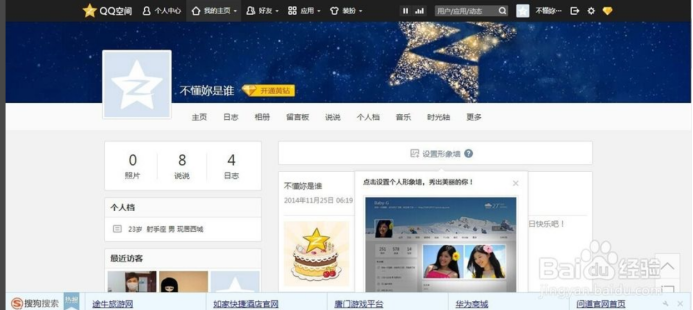 QQ空间 个人中心 我的主页 好友 应用 装扮 用户/应用/动态 不懂妳…
不懂妳是谁 开通黄钻
主页 日志 相册 留言板 说说 个人档 音乐 时光轴 更多
0 8 4
照片 说说 日志
设置形象墙 ?
个人档
23岁 射手座 男 现居西城
最近访客
不懂妳是谁
2014年11月25日 06:19
点击设置个人形象墙，秀出美丽的你！
日快乐吧！
Baidu经验
搜狗搜索 热搜 途牛旅游网 如家快捷酒店官网 唐门游戏平台 华为商城 问道官网首页